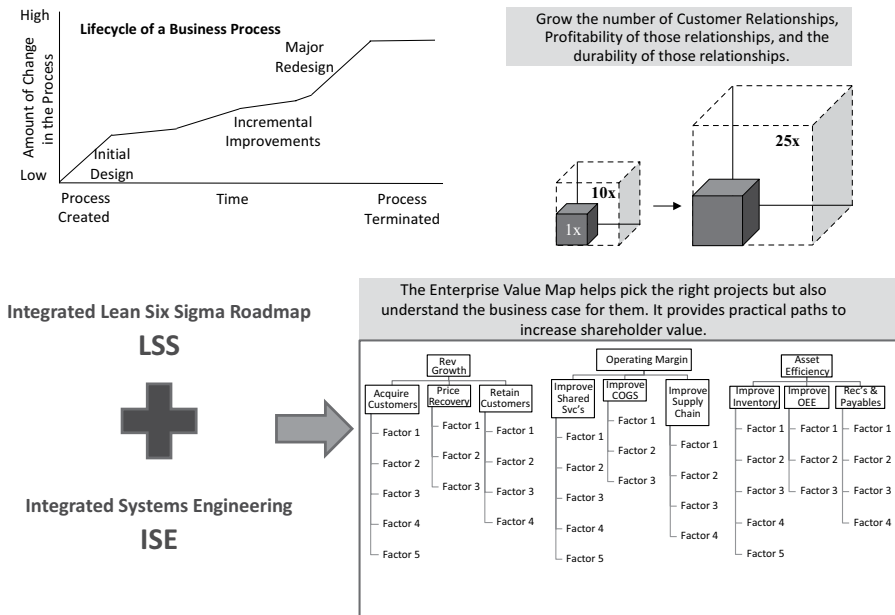 High
Lifecycle of a Business Process
Major
Redesign
Amount of Change
in the Process
Incremental
Improvements
Initial
Design
Low
Process
Created
Time
Process
Terminated
Grow the number of Customer Relationships,
Profitability of those relationships, and the
durability of those relationships.
25x
10x
1x
Integrated Lean Six Sigma Roadmap
LSS
Integrated Systems Engineering
ISE
The Enterprise Value Map helps pick the right projects but also
understand the business case for them. It provides practical paths to
increase shareholder value.
Rev
Growth
Acquire
Customers
Factor 1
Factor 2
Factor 3
Factor 4
Factor 5
Price
Recovery
Factor 1
Factor 2
Factor 3
Retain
Customers
Factor 1
Factor 2
Factor 3
Factor 4
Operating Margin
Improve
Shared
Svc's
Factor 1
Factor 2
Factor 3
Factor 4
Factor 5
Improve
COGS
Factor 1
Factor 2
Factor 3
Improve
Supply
Chain
Factor 1
Factor 2
Factor 3
Factor 4
Asset
Efficiency
Improve
Inventory
Factor 1
Factor 2
Factor 3
Factor 4
Factor 5
Improve
OEE
Factor 1
Factor 2
Factor 3
Rec's &
Payables
Factor 1
Factor 2
Factor 3
Factor 4